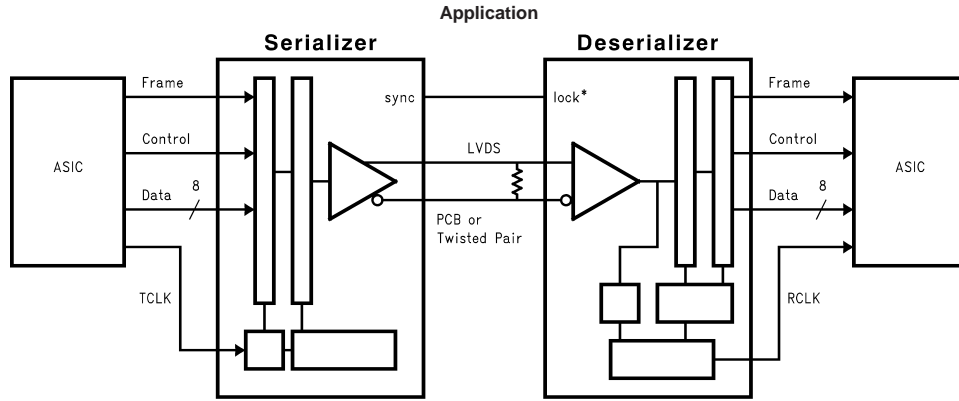 Application
Serializer
Deserializer
Frame
sync
lock*
Frame
Control
LVDS
Control
ASIC
ASIC
Data
8
Data
8
PCB or
Twisted Pair
TCLK
RCLK